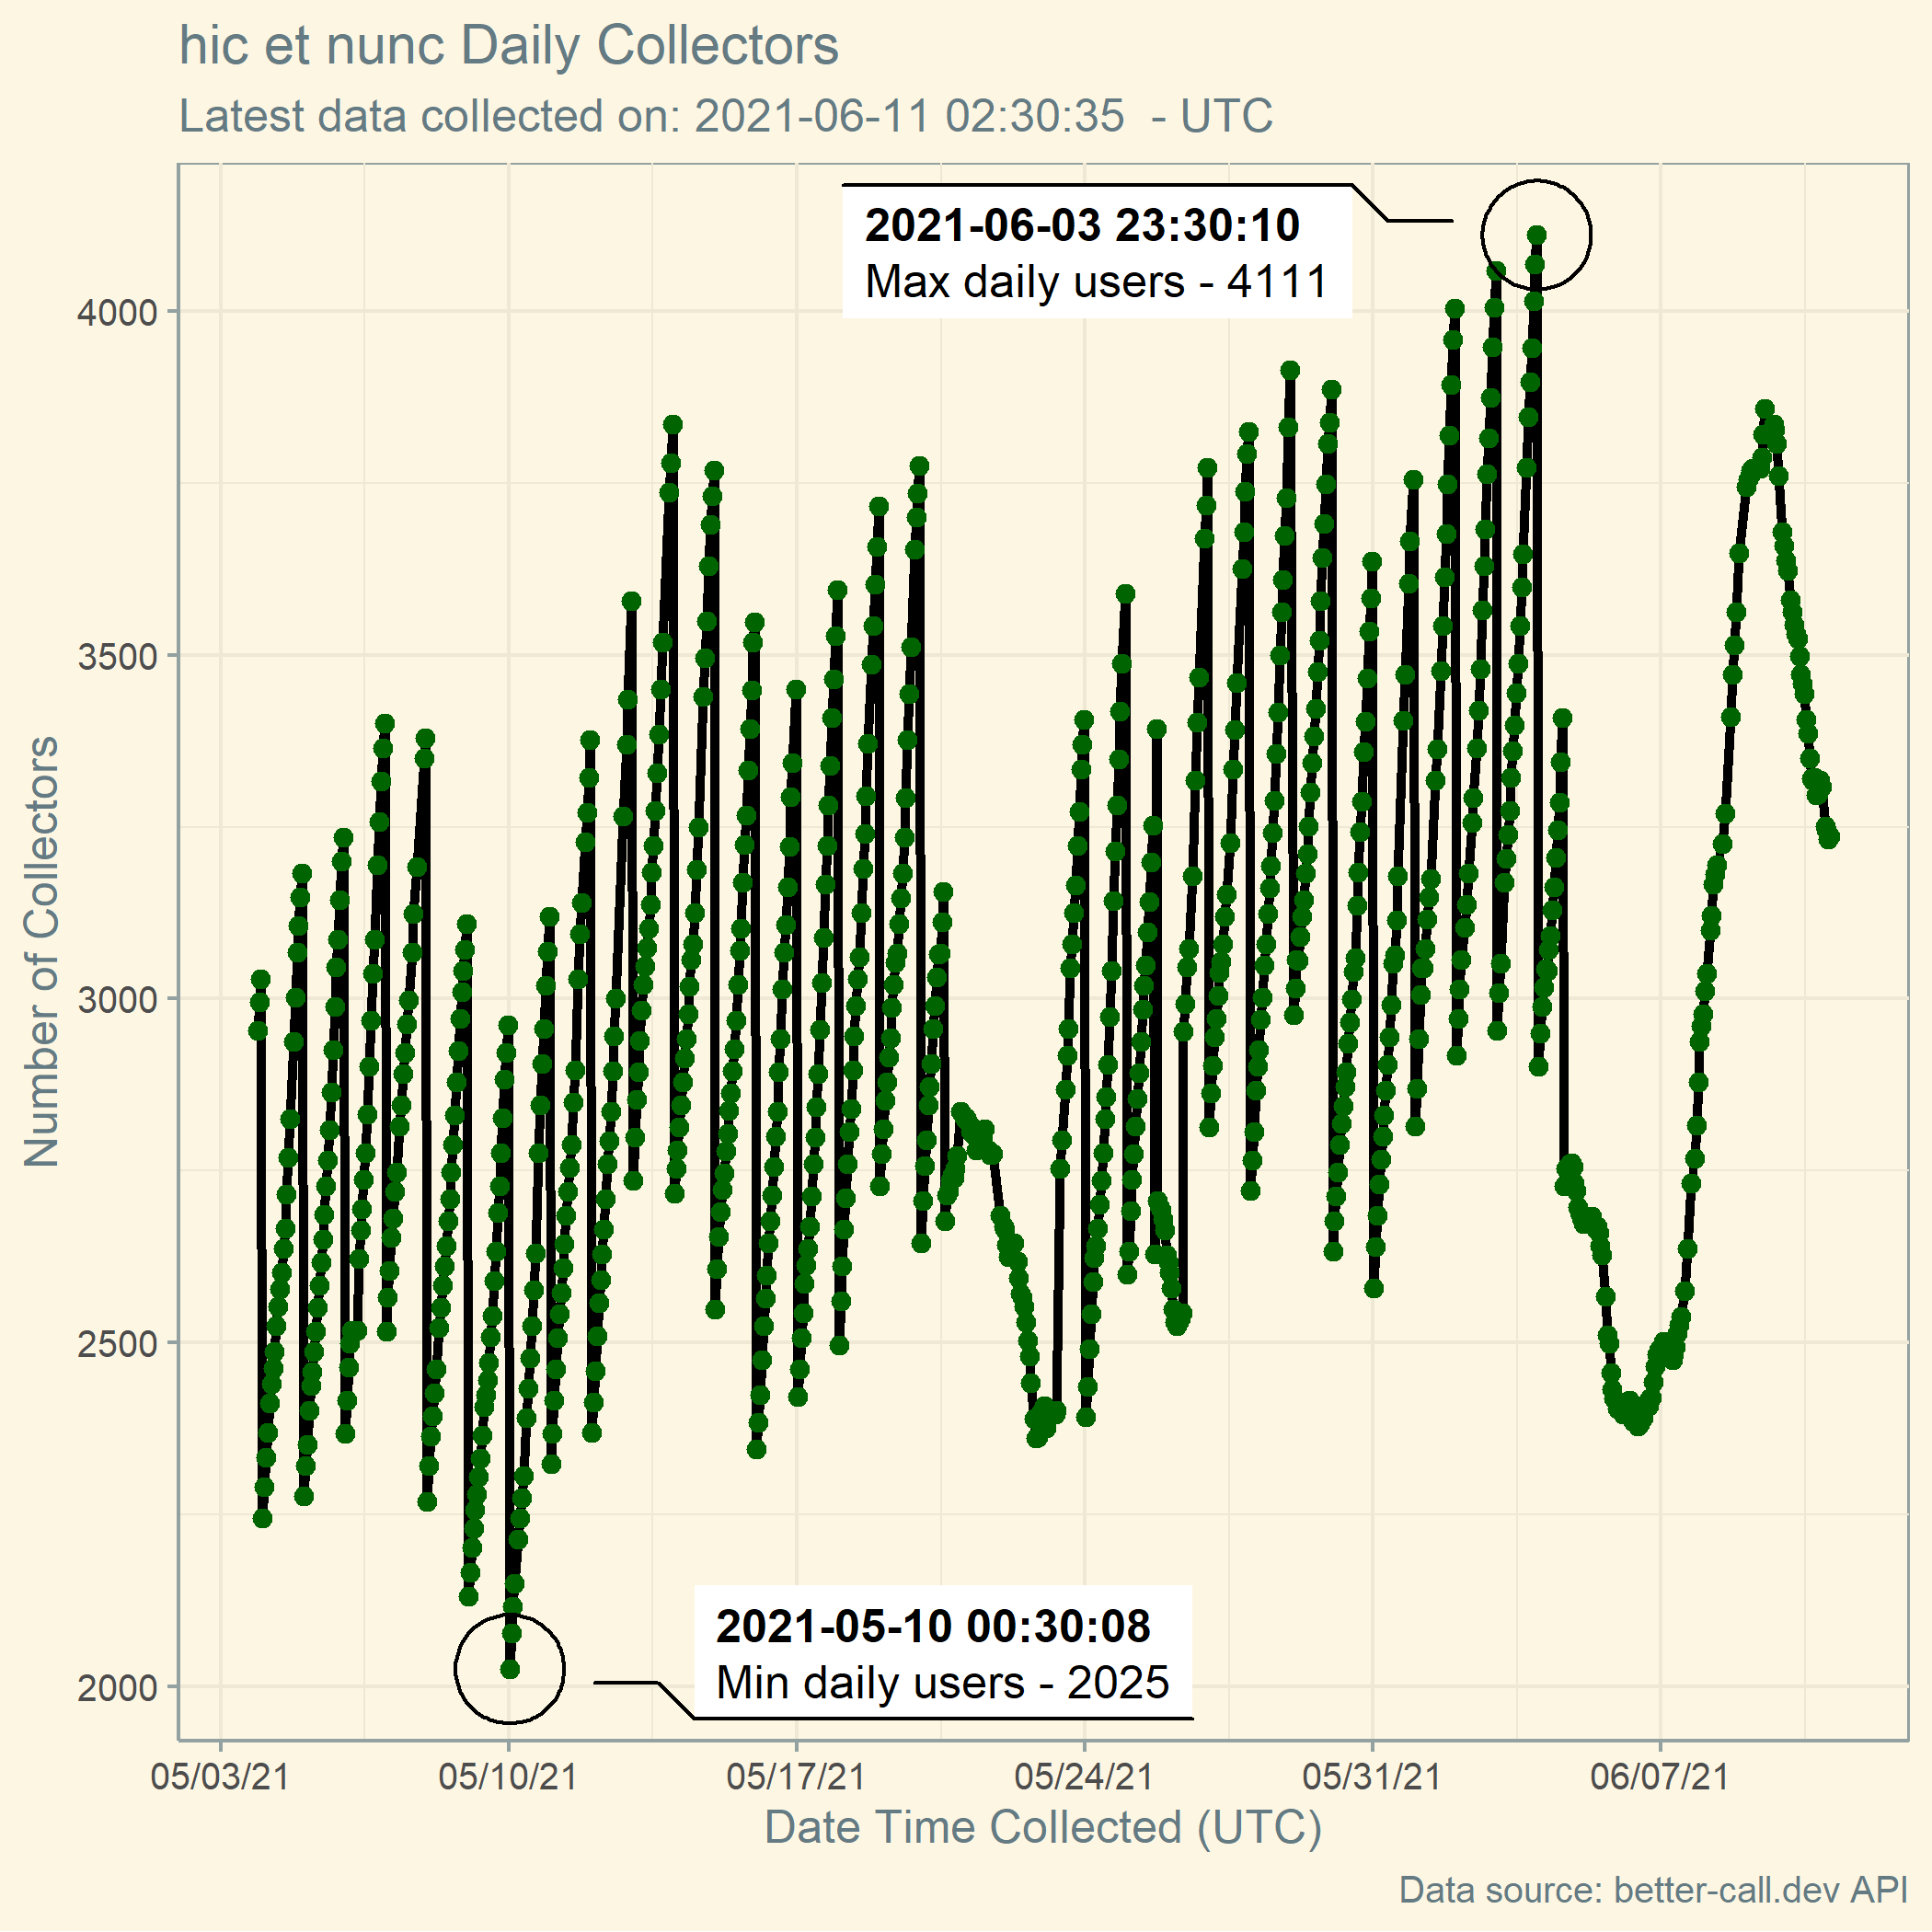 hic et nunc Daily Collectors
Latest data collected on: 2021-06-11 02:30:35  - UTC
2021-06-03 23:30:10
Max daily users - 4111
4000
3500
3000
2500
2000
Number of Collectors
2021-05-10 00:30:08
Min daily users - 2025
05/03/21 05/10/21 05/17/21 05/24/21 05/31/21 06/07/21
Date Time Collected (UTC)
Data source: better-call.dev API